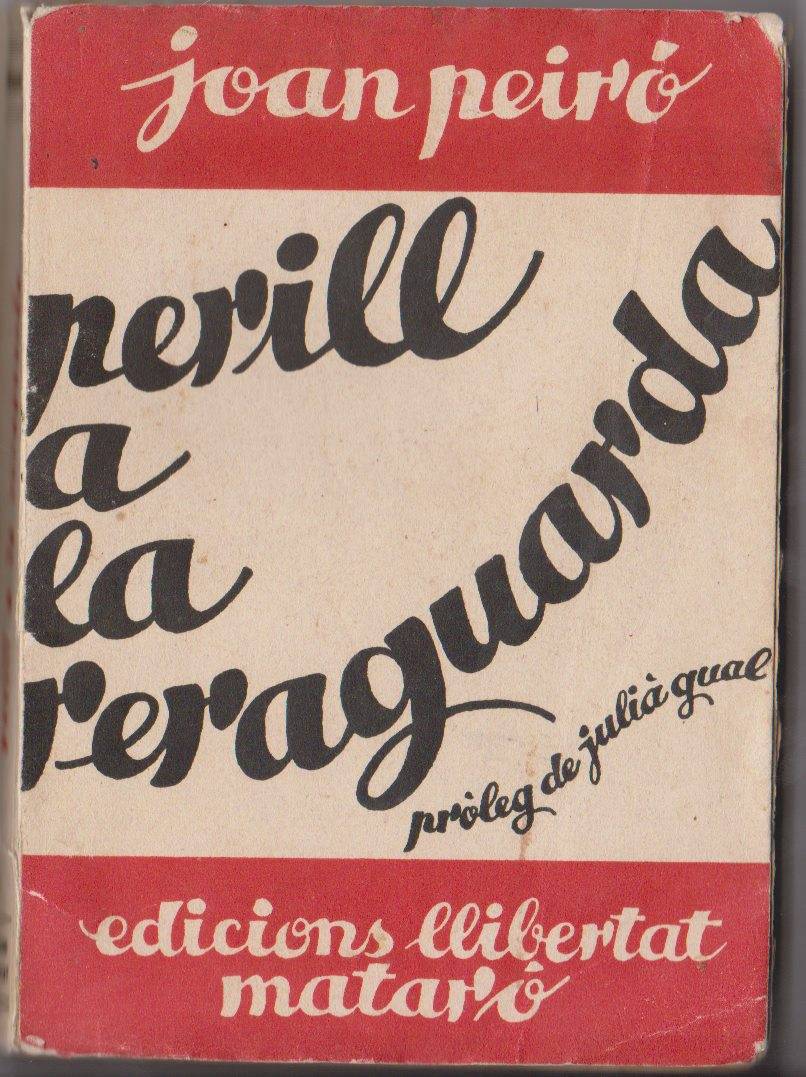 joan peiró
perill
a
la
reraguarda
pròleg de julià gual
edicions llibertat
mataró